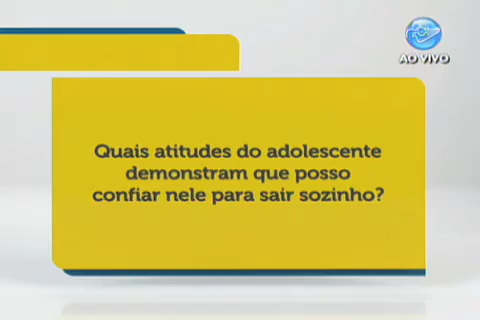 AO VIVO
Quais atitudes do adolescente
demonstram que posso
confiar nele para sair sozinho?